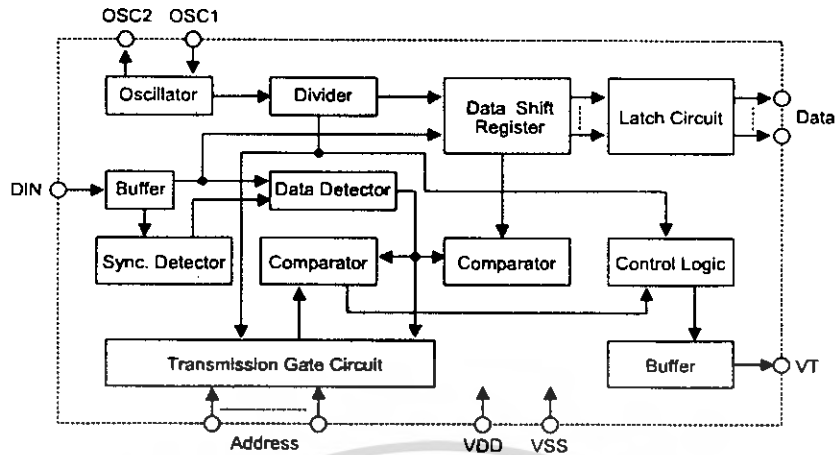 OSC2 OSC1
Oscillator
Divider
Data Shift
Register
Latch Circuit
Data
DIN
Buffer
Data Detector
Sync. Detector
Comparator
Comparator
Control Logic
Transmission Gate Circuit
Buffer
VT
Address
VDD
VSS